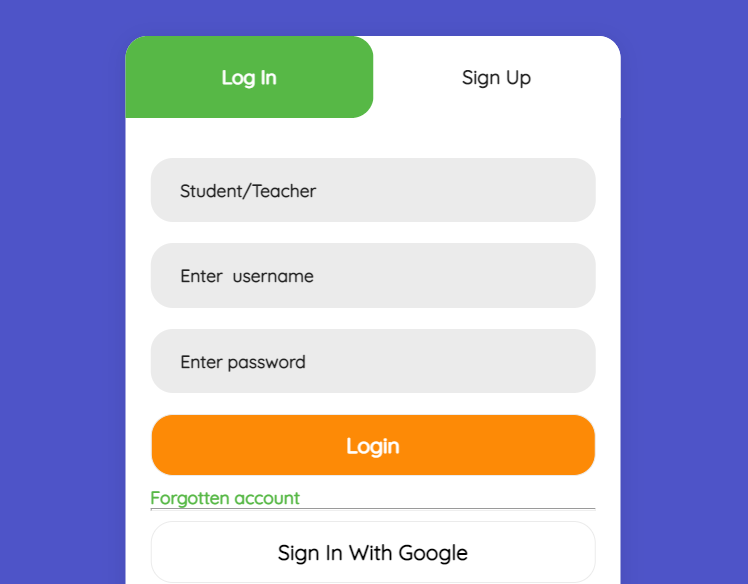 Log In
Sign Up
Student/Teacher
Enter username
Enter password
Login
Forgotten account
Sign In With Google